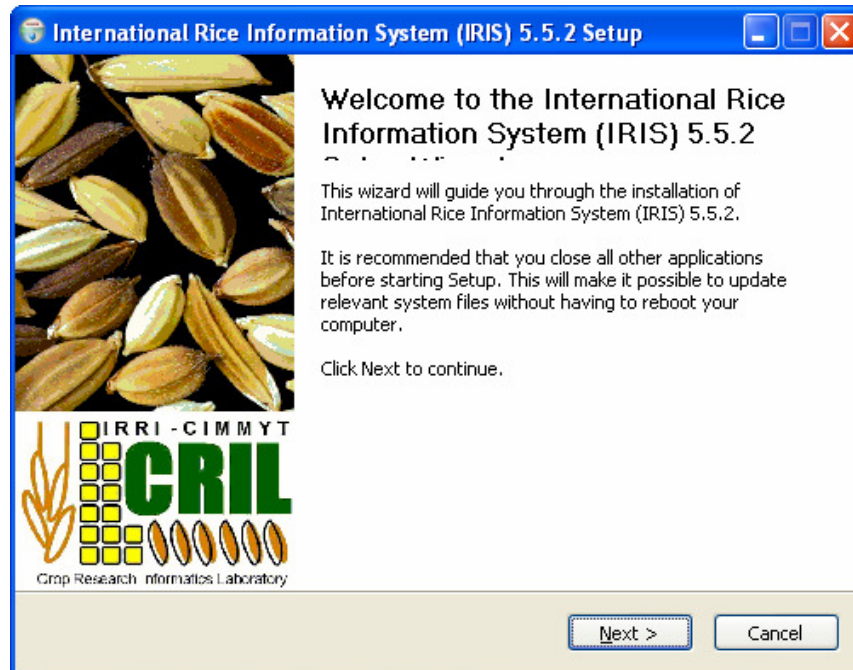 International Rice Information System (IRIS) 5.5.2 Setup
Welcome to the International Rice
Information System (IRIS) 5.5.2
This wizard will guide you through the installation of
International Rice Information System (IRIS) 5.5.2.
It is recommended that you close all other applications
before starting Setup. This will make it possible to update
relevant system files without having to reboot your
computer.
Click Next to continue.
IRRI - CIMMYT
CRIL
Crop Research Informatics Laboratory
Next >
Cancel